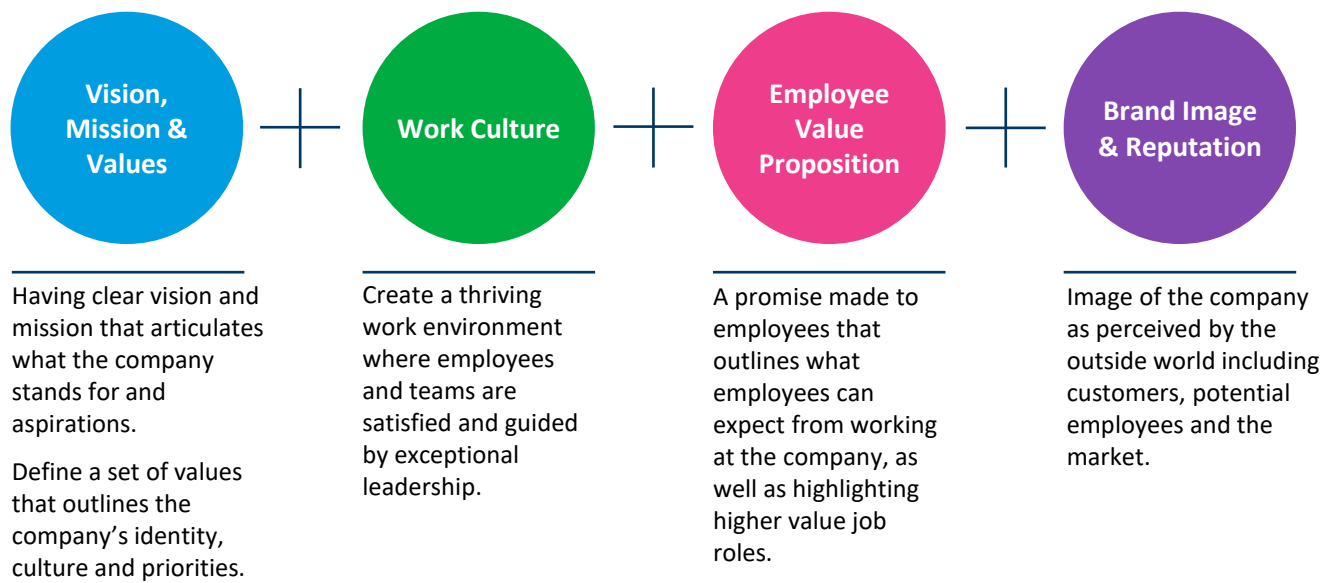 Vision,
Mission &
Values
Work Culture
Employee
Value
Proposition
Brand Image
& Reputation
Having clear vision and
mission that articulates
what the company
stands for and
aspirations.
Define a set of values
that outlines the
company’s identity,
culture and priorities.
Create a thriving
work environment
where employees
and teams are
satisfied and guided
by exceptional
leadership.
A promise made to
employees that
outlines what
employees can
expect from working
at the company, as
well as highlighting
higher value job
roles.
Image of the company
as perceived by the
outside world including
customers, potential
employees and the
market.